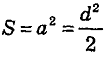 S = a² = d²/2